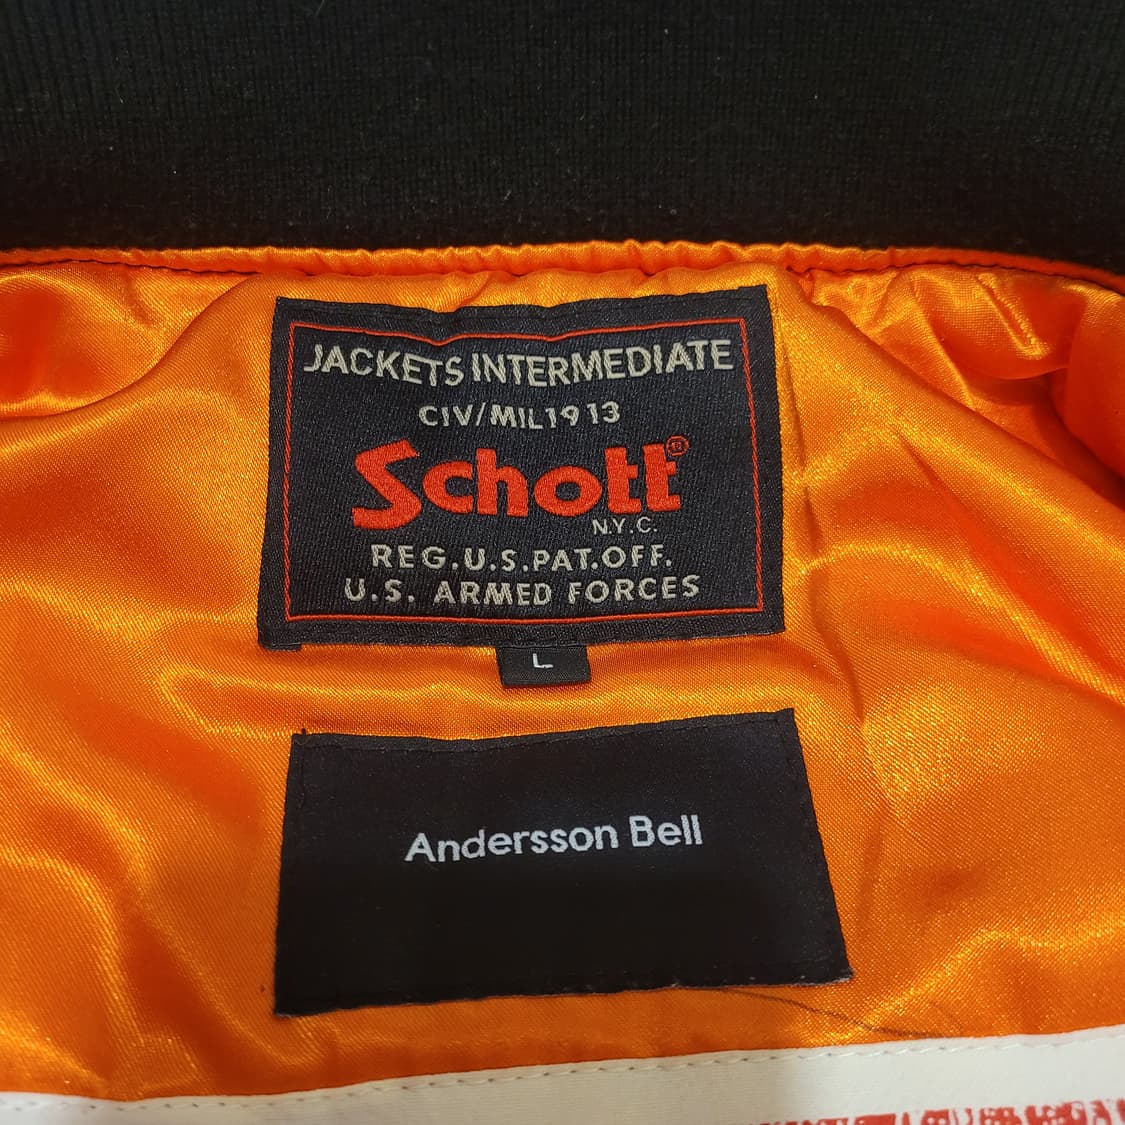 JACKETS INTERMEDIATE
CIV/MIL1913
Schott®
N.Y.C.
REG.U.S.PAT.OFF.
U.S. ARMED FORCES
L
Andersson Bell